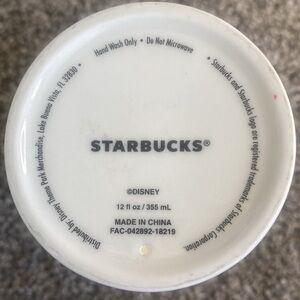 Hand Wash Only • Do Not Microwave
• Starbucks and Starbucks logo are registered trademarks of Starbucks Corporation.
Distributed by: Disney Theme Park Merchandise, Lake Buena Vista, FL 32830 •
STARBUCKS®
©DISNEY
12 fl oz / 355 mL
MADE IN CHINA
FAC-042892-18219